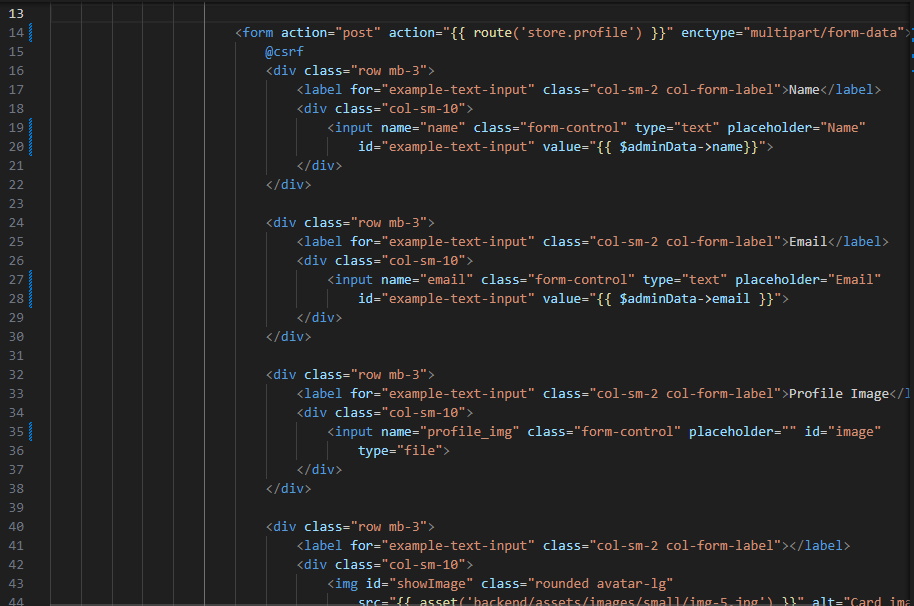 13
14 <form action="post" action="{{ route('store.profile') }}" enctype="multipart/form-data">
15 @csrf
16 <div class="row mb-3">
17 <label for="example-text-input" class="col-sm-2 col-form-label">Name</label>
18 <div class="col-sm-10">
19 <input name="name" class="form-control" type="text" placeholder="Name"
20 id="example-text-input" value="{{ $adminData->name}}">
21 </div>
22 </div>
23
24 <div class="row mb-3">
25 <label for="example-text-input" class="col-sm-2 col-form-label">Email</label>
26 <div class="col-sm-10">
27 <input name="email" class="form-control" type="text" placeholder="Email"
28 id="example-text-input" value="{{ $adminData->email }}">
29 </div>
30 </div>
31
32 <div class="row mb-3">
33 <label for="example-text-input" class="col-sm-2 col-form-label">Profile Image</l
34 <div class="col-sm-10">
35 <input name="profile_img" class="form-control" placeholder="" id="image"
36 type="file">
37 </div>
38 </div>
39
40 <div class="row mb-3">
41 <label for="example-text-input" class="col-sm-2 col-form-label"></label>
42 <div class="col-sm-10">
43 <img id="showImage" class="rounded avatar-lg"
44 src="{{ asset('backend/assets/images/small/img-5.jpg') }}" alt="Card ima